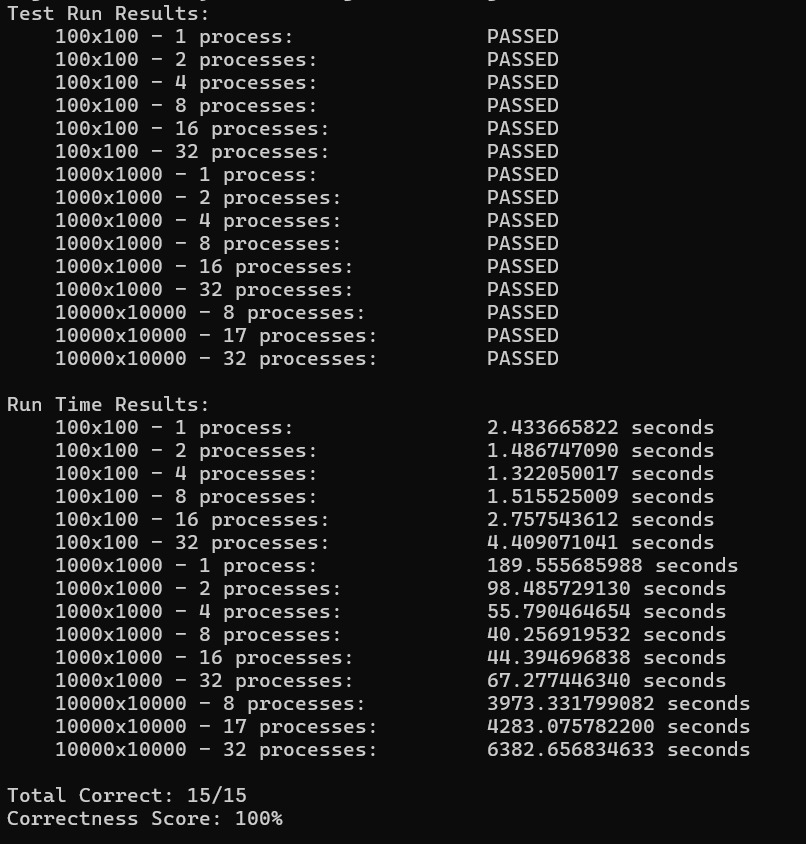 Test Run Results:
    100x100 - 1 process:                PASSED
    100x100 - 2 processes:              PASSED
    100x100 - 4 processes:              PASSED
    100x100 - 8 processes:              PASSED
    100x100 - 16 processes:             PASSED
    100x100 - 32 processes:             PASSED
    1000x1000 - 1 process:              PASSED
    1000x1000 - 2 processes:            PASSED
    1000x1000 - 4 processes:            PASSED
    1000x1000 - 8 processes:            PASSED
    1000x1000 - 16 processes:           PASSED
    1000x1000 - 32 processes:           PASSED
    10000x10000 - 8 processes:          PASSED
    10000x10000 - 17 processes:         PASSED
    10000x10000 - 32 processes:         PASSED

Run Time Results:
    100x100 - 1 process:                2.433665822 seconds
    100x100 - 2 processes:              1.486747090 seconds
    100x100 - 4 processes:              1.322050017 seconds
    100x100 - 8 processes:              1.515525009 seconds
    100x100 - 16 processes:             2.757543612 seconds
    100x100 - 32 processes:             4.409071041 seconds
    1000x1000 - 1 process:              189.555685988 seconds
    1000x1000 - 2 processes:            98.485729130 seconds
    1000x1000 - 4 processes:            55.790464654 seconds
    1000x1000 - 8 processes:            40.256919532 seconds
    1000x1000 - 16 processes:           44.394696838 seconds
    1000x1000 - 32 processes:           67.277446340 seconds
    10000x10000 - 8 processes:          3973.331799082 seconds
    10000x10000 - 17 processes:         4283.075782200 seconds
    10000x10000 - 32 processes:         6382.656834633 seconds

Total Correct: 15/15
Correctness Score: 100%